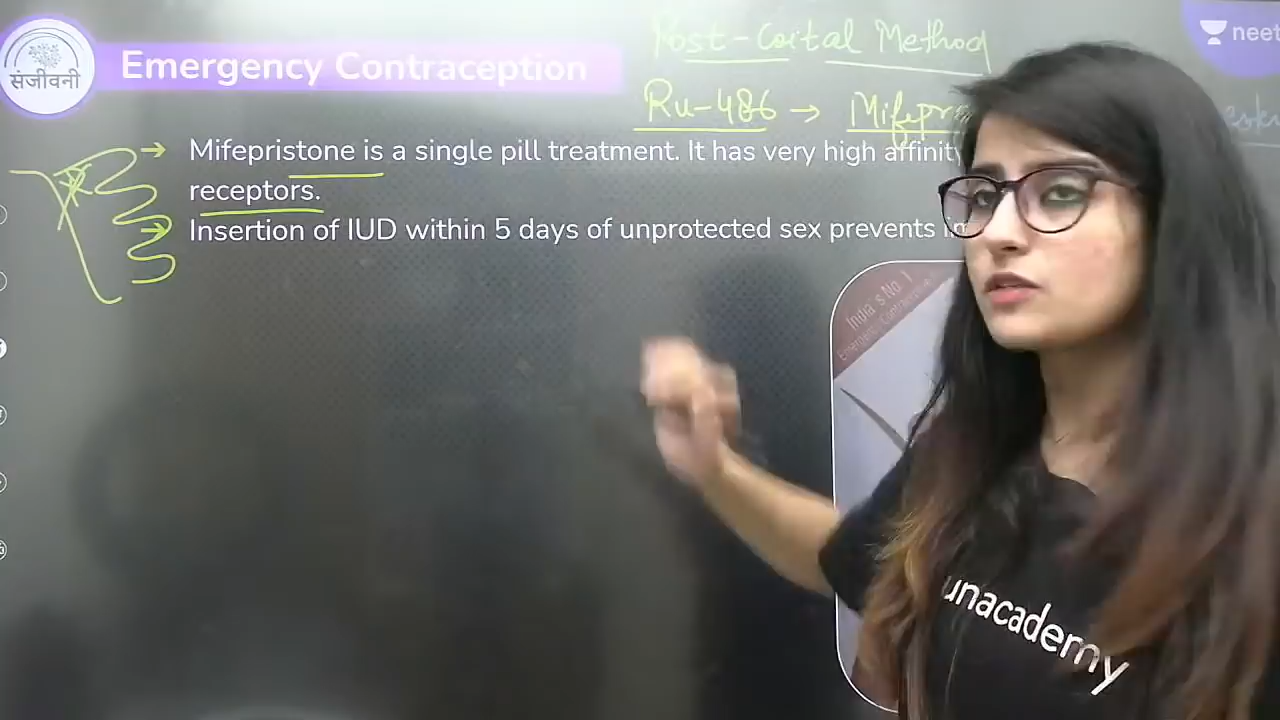 Post-Coital Method
neet
संजीवनी
Emergency Contraception
Ru-486 → Mifepr
→ Mifepristone is a single pill treatment. It has very high affinity
receptors.
→ Insertion of IUD within 5 days of unprotected sex prevents
India's No 1
unacademy